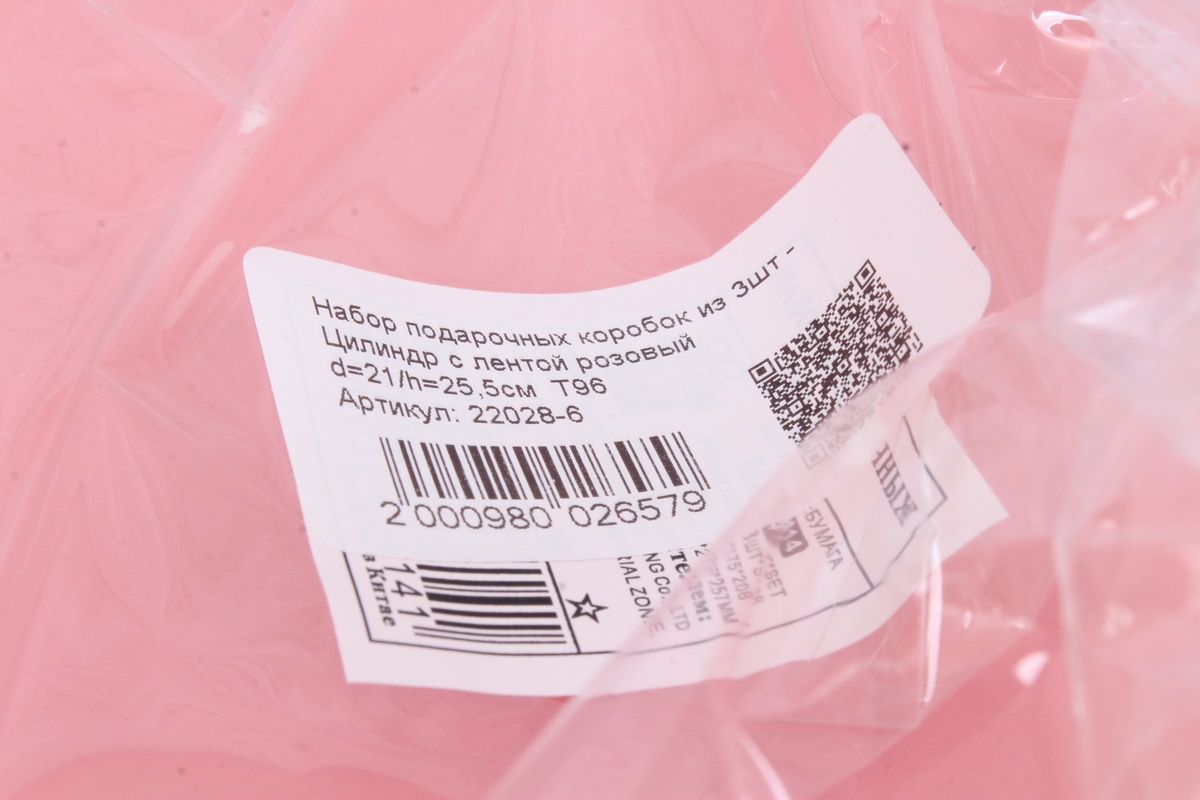 Набор подарочных коробок из 3шт -
Цилиндр с лентой розовый
d=21/h=25,5см T96
Артикул: 22028-6
2 000980 026579
в Китае
141
NG Co., LTD
RIAL ZONE,
БУМАГА